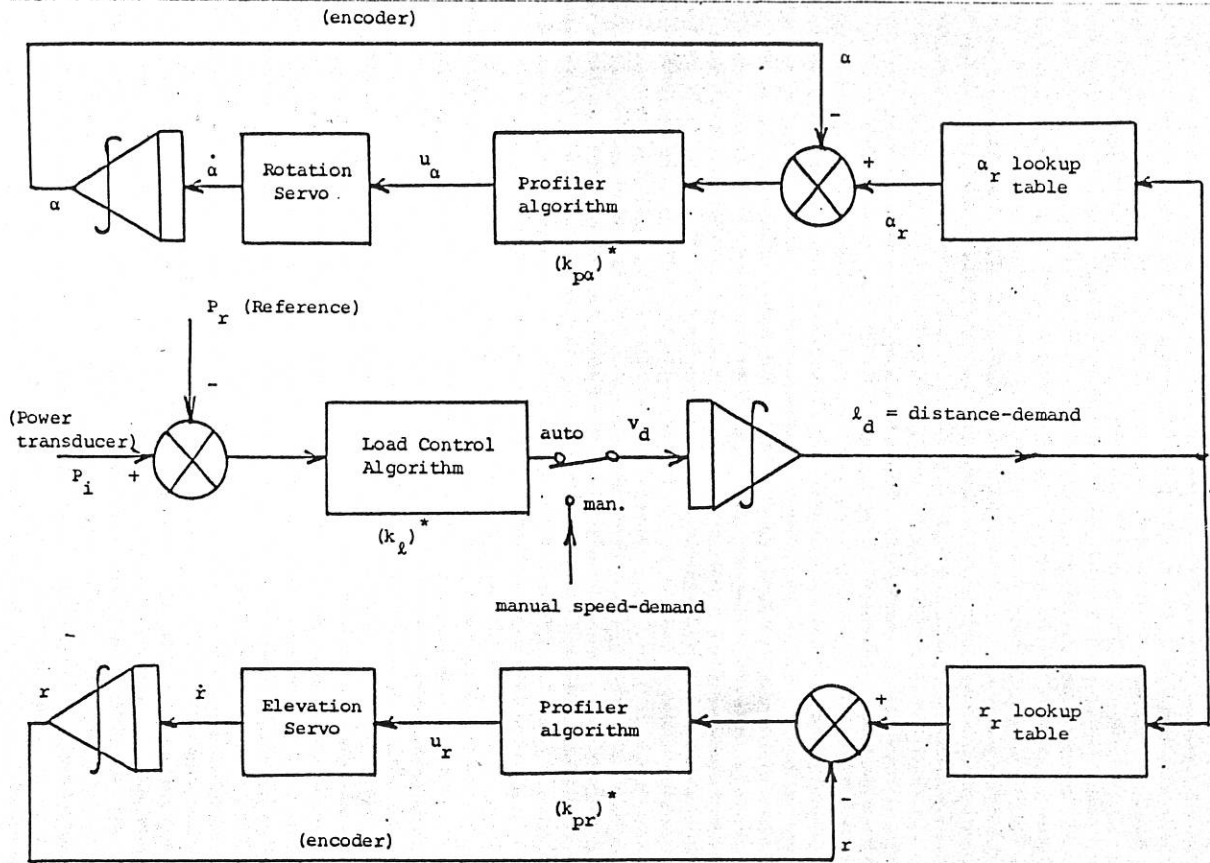 (encoder)
α
-
+
α_r lookup
table
α_r
Profiler
algorithm
(k_pα)*
u_α
Rotation
Servo
α̇
α
P_r (Reference)
-
(Power
transducer)
P_i
+
Load Control
Algorithm
(k_ℓ)*
auto
v_d
man.
manual speed-demand
ℓ_d = distance-demand
-
r
ṙ
Elevation
Servo
u_r
Profiler
algorithm
(k_pr)*
+
r_r lookup
table
-
r
(encoder)